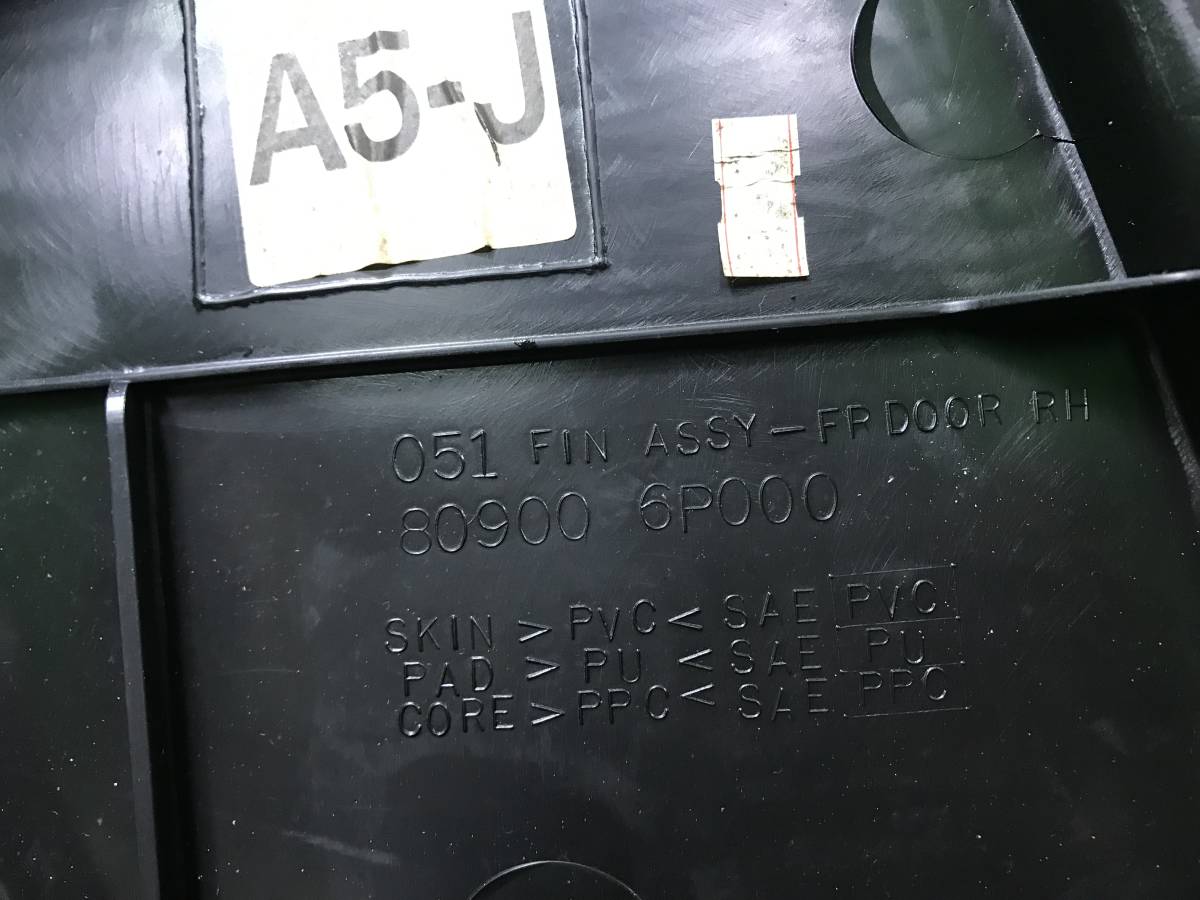 A5-J
051 FIN ASSY-FR DOOR RH
80900 6P000
SKIN >PVC< SAE PVC
PAD >PU< SAE PU
CORE >PPC< SAE PPC